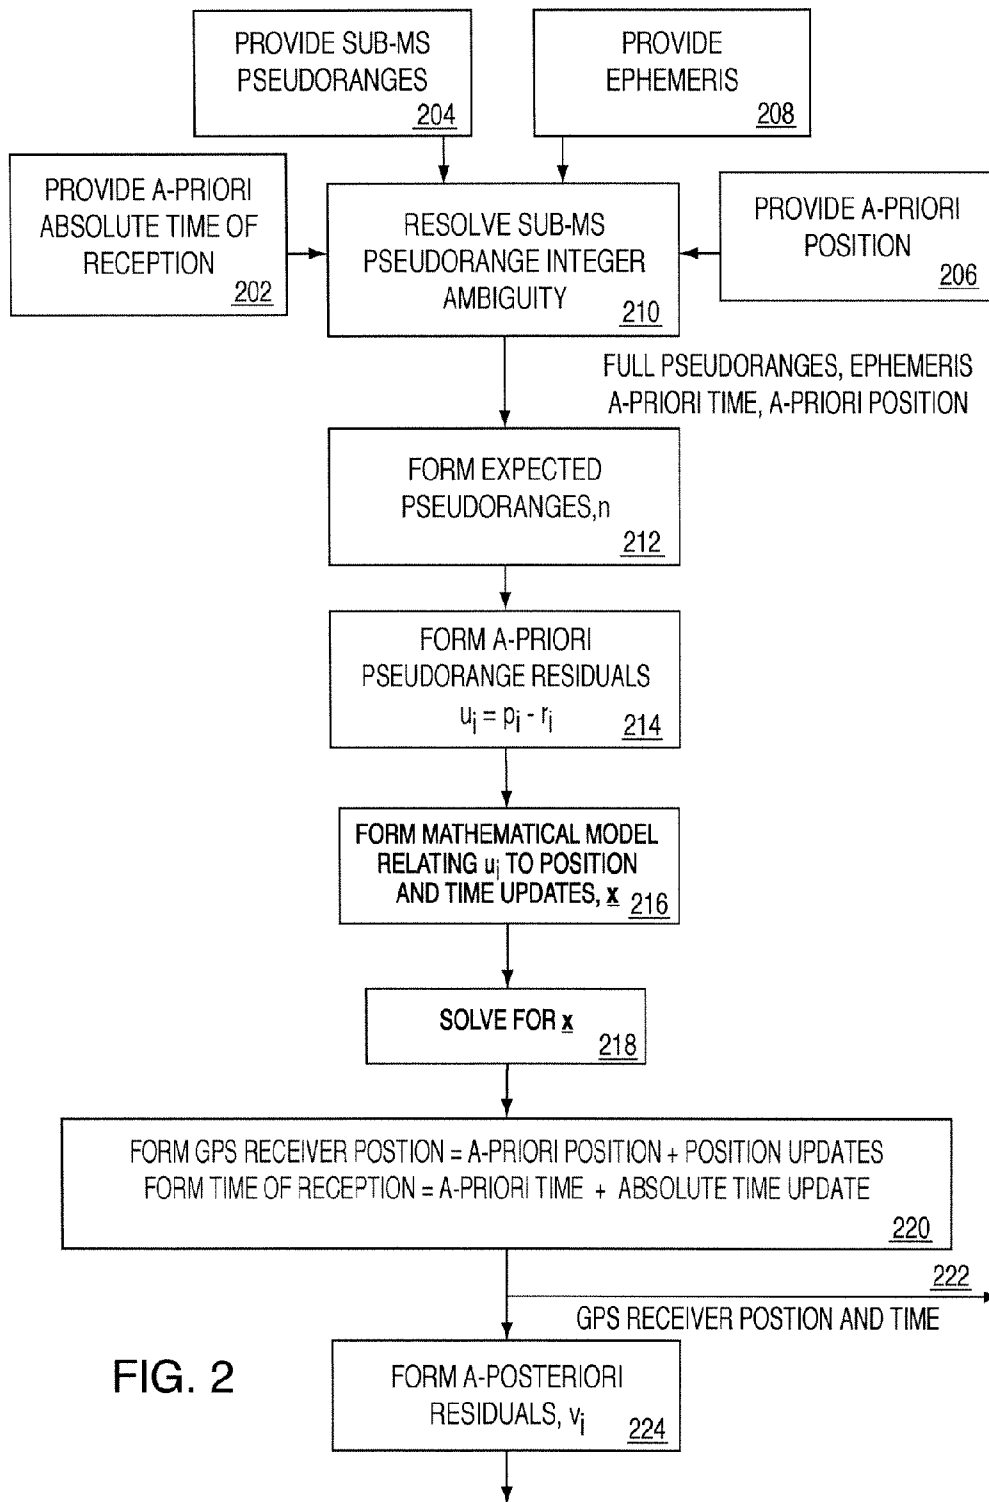 PROVIDE SUB-MS
PSEUDORANGES
204
PROVIDE
EPHEMERIS
208
PROVIDE A-PRIORI
ABSOLUTE TIME OF
RECEPTION
202
RESOLVE SUB-MS
PSEUDORANGE INTEGER
AMBIGUITY
210
PROVIDE A-PRIORI
POSITION
206
FULL PSEUDORANGES, EPHEMERIS
A-PRIORI TIME, A-PRIORI POSITION
FORM EXPECTED
PSEUDORANGES,n
212
FORM A-PRIORI
PSEUDORANGE RESIDUALS
ui = pi - ri
214
FORM MATHEMATICAL MODEL
RELATING ui TO POSITION
AND TIME UPDATES, x
216
SOLVE FOR x
218
FORM GPS RECEIVER POSTION = A-PRIORI POSITION + POSITION UPDATES
FORM TIME OF RECEPTION = A-PRIORI TIME + ABSOLUTE TIME UPDATE
220
222
GPS RECEIVER POSTION AND TIME
FIG. 2
FORM A-POSTERIORI
RESIDUALS, vi
224